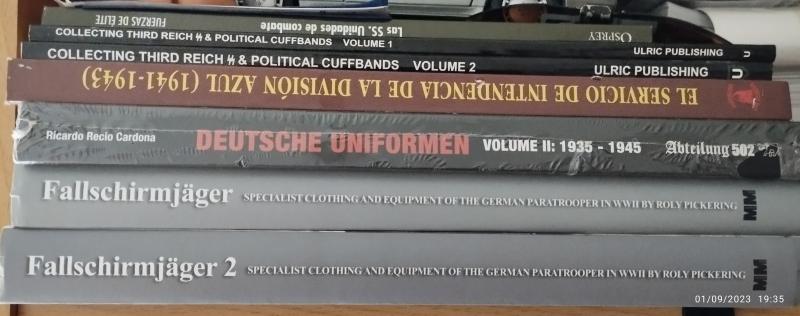 FUERZAS DE ÉLITE
Las SS. Unidades de combate
OSPREY
COLLECTING THIRD REICH ᛋᛋ & POLITICAL CUFFBANDS VOLUME 1 ULRIC PUBLISHING U
COLLECTING THIRD REICH ᛋᛋ & POLITICAL CUFFBANDS VOLUME 2 ULRIC PUBLISHING U
EL SERVICIO DE INTENDENCIA DE LA DIVISIÓN AZUL (1941-1943)
Ricardo Recio Cardona DEUTSCHE UNIFORMEN VOLUME II: 1935 - 1945 Abteilung 502
Fallschirmjäger SPECIALIST CLOTHING AND EQUIPMENT OF THE GERMAN PARATROOPER IN WWII BY ROLY PICKERING MM
Fallschirmjäger 2 SPECIALIST CLOTHING AND EQUIPMENT OF THE GERMAN PARATROOPER IN WWII BY ROLY PICKERING MM
01/09/2023 19:35